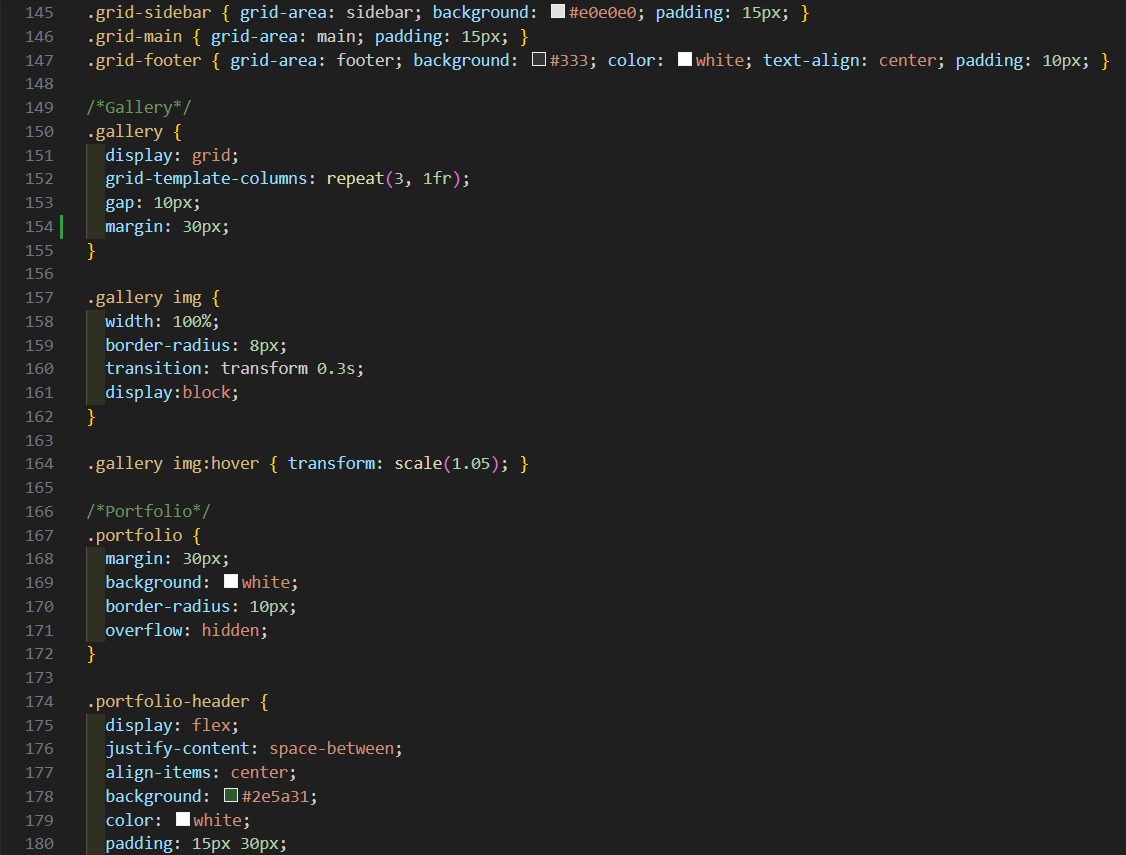 145 .grid-sidebar { grid-area: sidebar; background: #e0e0e0; padding: 15px; }
146 .grid-main { grid-area: main; padding: 15px; }
147 .grid-footer { grid-area: footer; background: #333; color: white; text-align: center; padding: 10px; }
148
149 /*Gallery*/
150 .gallery {
151   display: grid;
152   grid-template-columns: repeat(3, 1fr);
153   gap: 10px;
154   margin: 30px;
155 }
156
157 .gallery img {
158   width: 100%;
159   border-radius: 8px;
160   transition: transform 0.3s;
161   display:block;
162 }
163
164 .gallery img:hover { transform: scale(1.05); }
165
166 /*Portfolio*/
167 .portfolio {
168   margin: 30px;
169   background: white;
170   border-radius: 10px;
171   overflow: hidden;
172 }
173
174 .portfolio-header {
175   display: flex;
176   justify-content: space-between;
177   align-items: center;
178   background: #2e5a31;
179   color: white;
180   padding: 15px 30px;